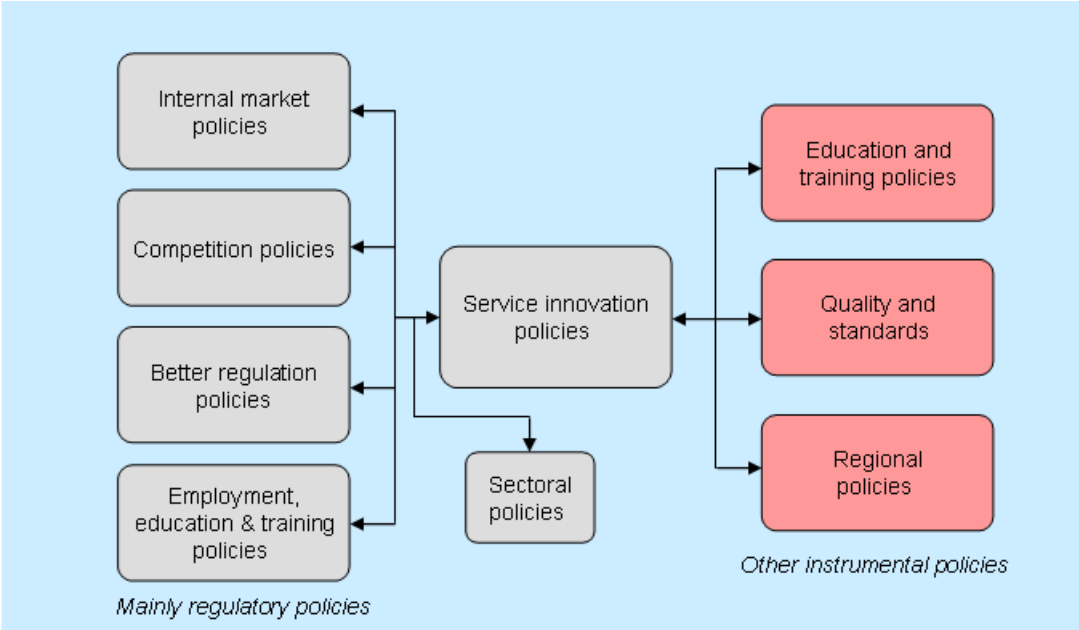 Internal market
policies
Competition policies
Better regulation
policies
Employment,
education & training
policies
Mainly regulatory policies
Service innovation
policies
Sectoral
policies
Education and
training policies
Quality and
standards
Regional
policies
Other instrumental policies